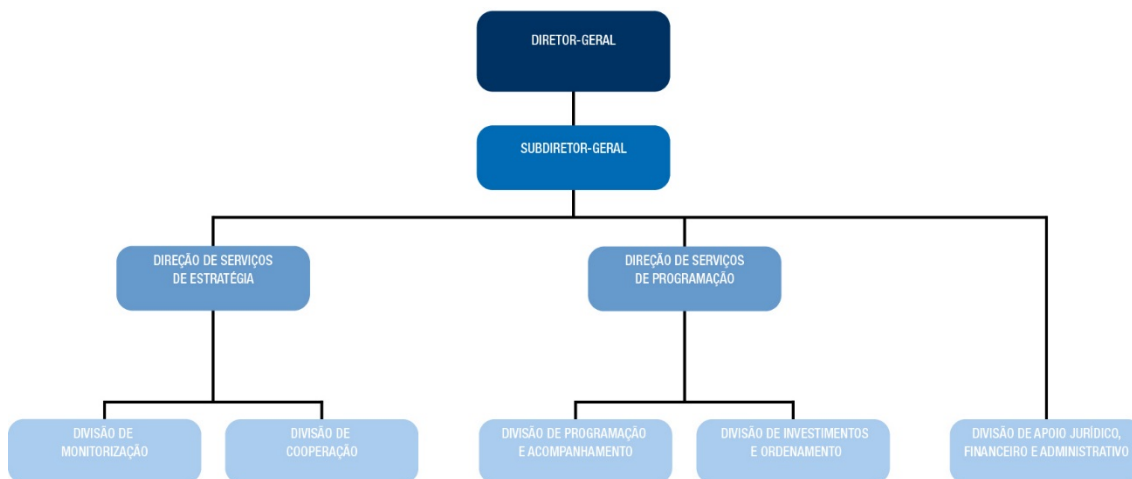 DIRETOR-GERAL
SUBDIRETOR-GERAL
DIREÇÃO DE SERVIÇOS
DE ESTRATÉGIA
DIREÇÃO DE SERVIÇOS
DE PROGRAMAÇÃO
DIVISÃO DE
MONITORIZAÇÃO
DIVISÃO DE
COOPERAÇÃO
DIVISÃO DE PROGRAMAÇÃO
E ACOMPANHAMENTO
DIVISÃO DE INVESTIMENTOS
E ORDENAMENTO
DIVISÃO DE APOIO JURÍDICO,
FINANCEIRO E ADMINISTRATIVO